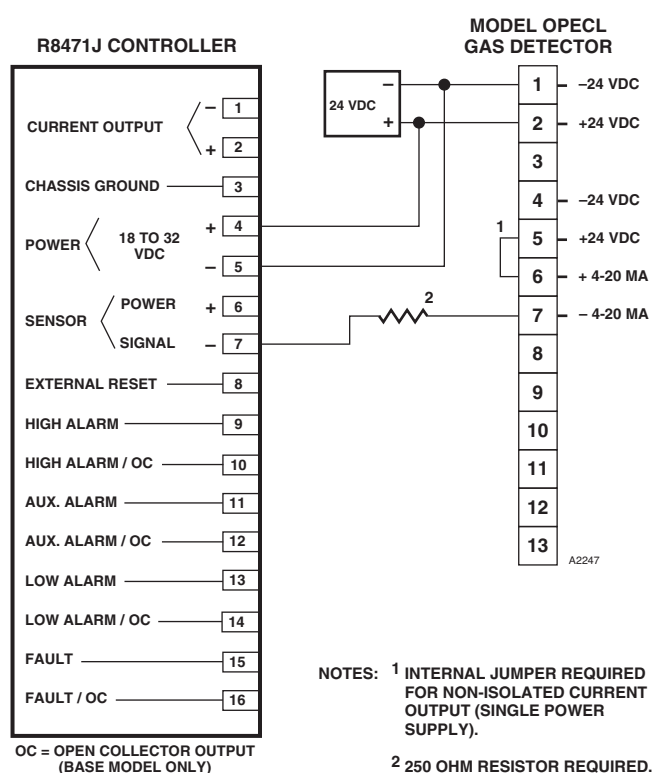 R8471J CONTROLLER
MODEL OPECL
GAS DETECTOR
CURRENT OUTPUT
− 1
+ 2
CHASSIS GROUND 3
POWER
18 TO 32
VDC
+ 4
− 5
SENSOR
POWER + 6
SIGNAL − 7
EXTERNAL RESET 8
HIGH ALARM 9
HIGH ALARM / OC 10
AUX. ALARM 11
AUX. ALARM / OC 12
LOW ALARM 13
LOW ALARM / OC 14
FAULT 15
FAULT / OC 16
OC = OPEN COLLECTOR OUTPUT
(BASE MODEL ONLY)
−
24 VDC
+
2
1
1 −24 VDC
2 +24 VDC
3
4 −24 VDC
5 +24 VDC
6 + 4-20 MA
7 − 4-20 MA
8
9
10
11
12
13
A2247
NOTES: 1 INTERNAL JUMPER REQUIRED
FOR NON-ISOLATED CURRENT
OUTPUT (SINGLE POWER
SUPPLY).
2 250 OHM RESISTOR REQUIRED.